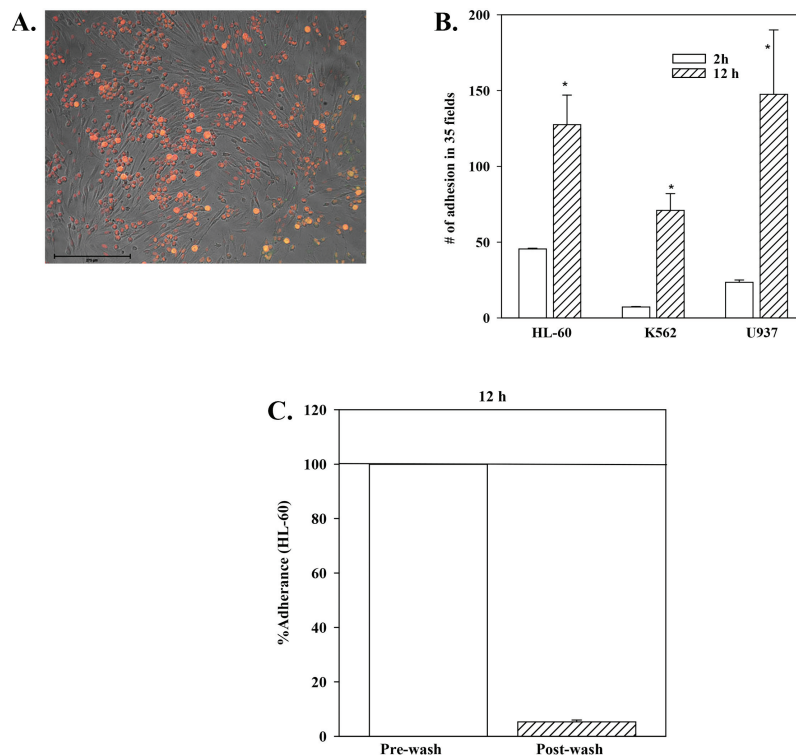 A.
B.
200
150
100
50
0
# of adhesion in 35 fields
2h
12 h
*
*
*
HL-60 K562 U937
C.
12 h
120
100
80
60
40
20
0
%Adherance (HL-60)
Pre-wash Post-wash